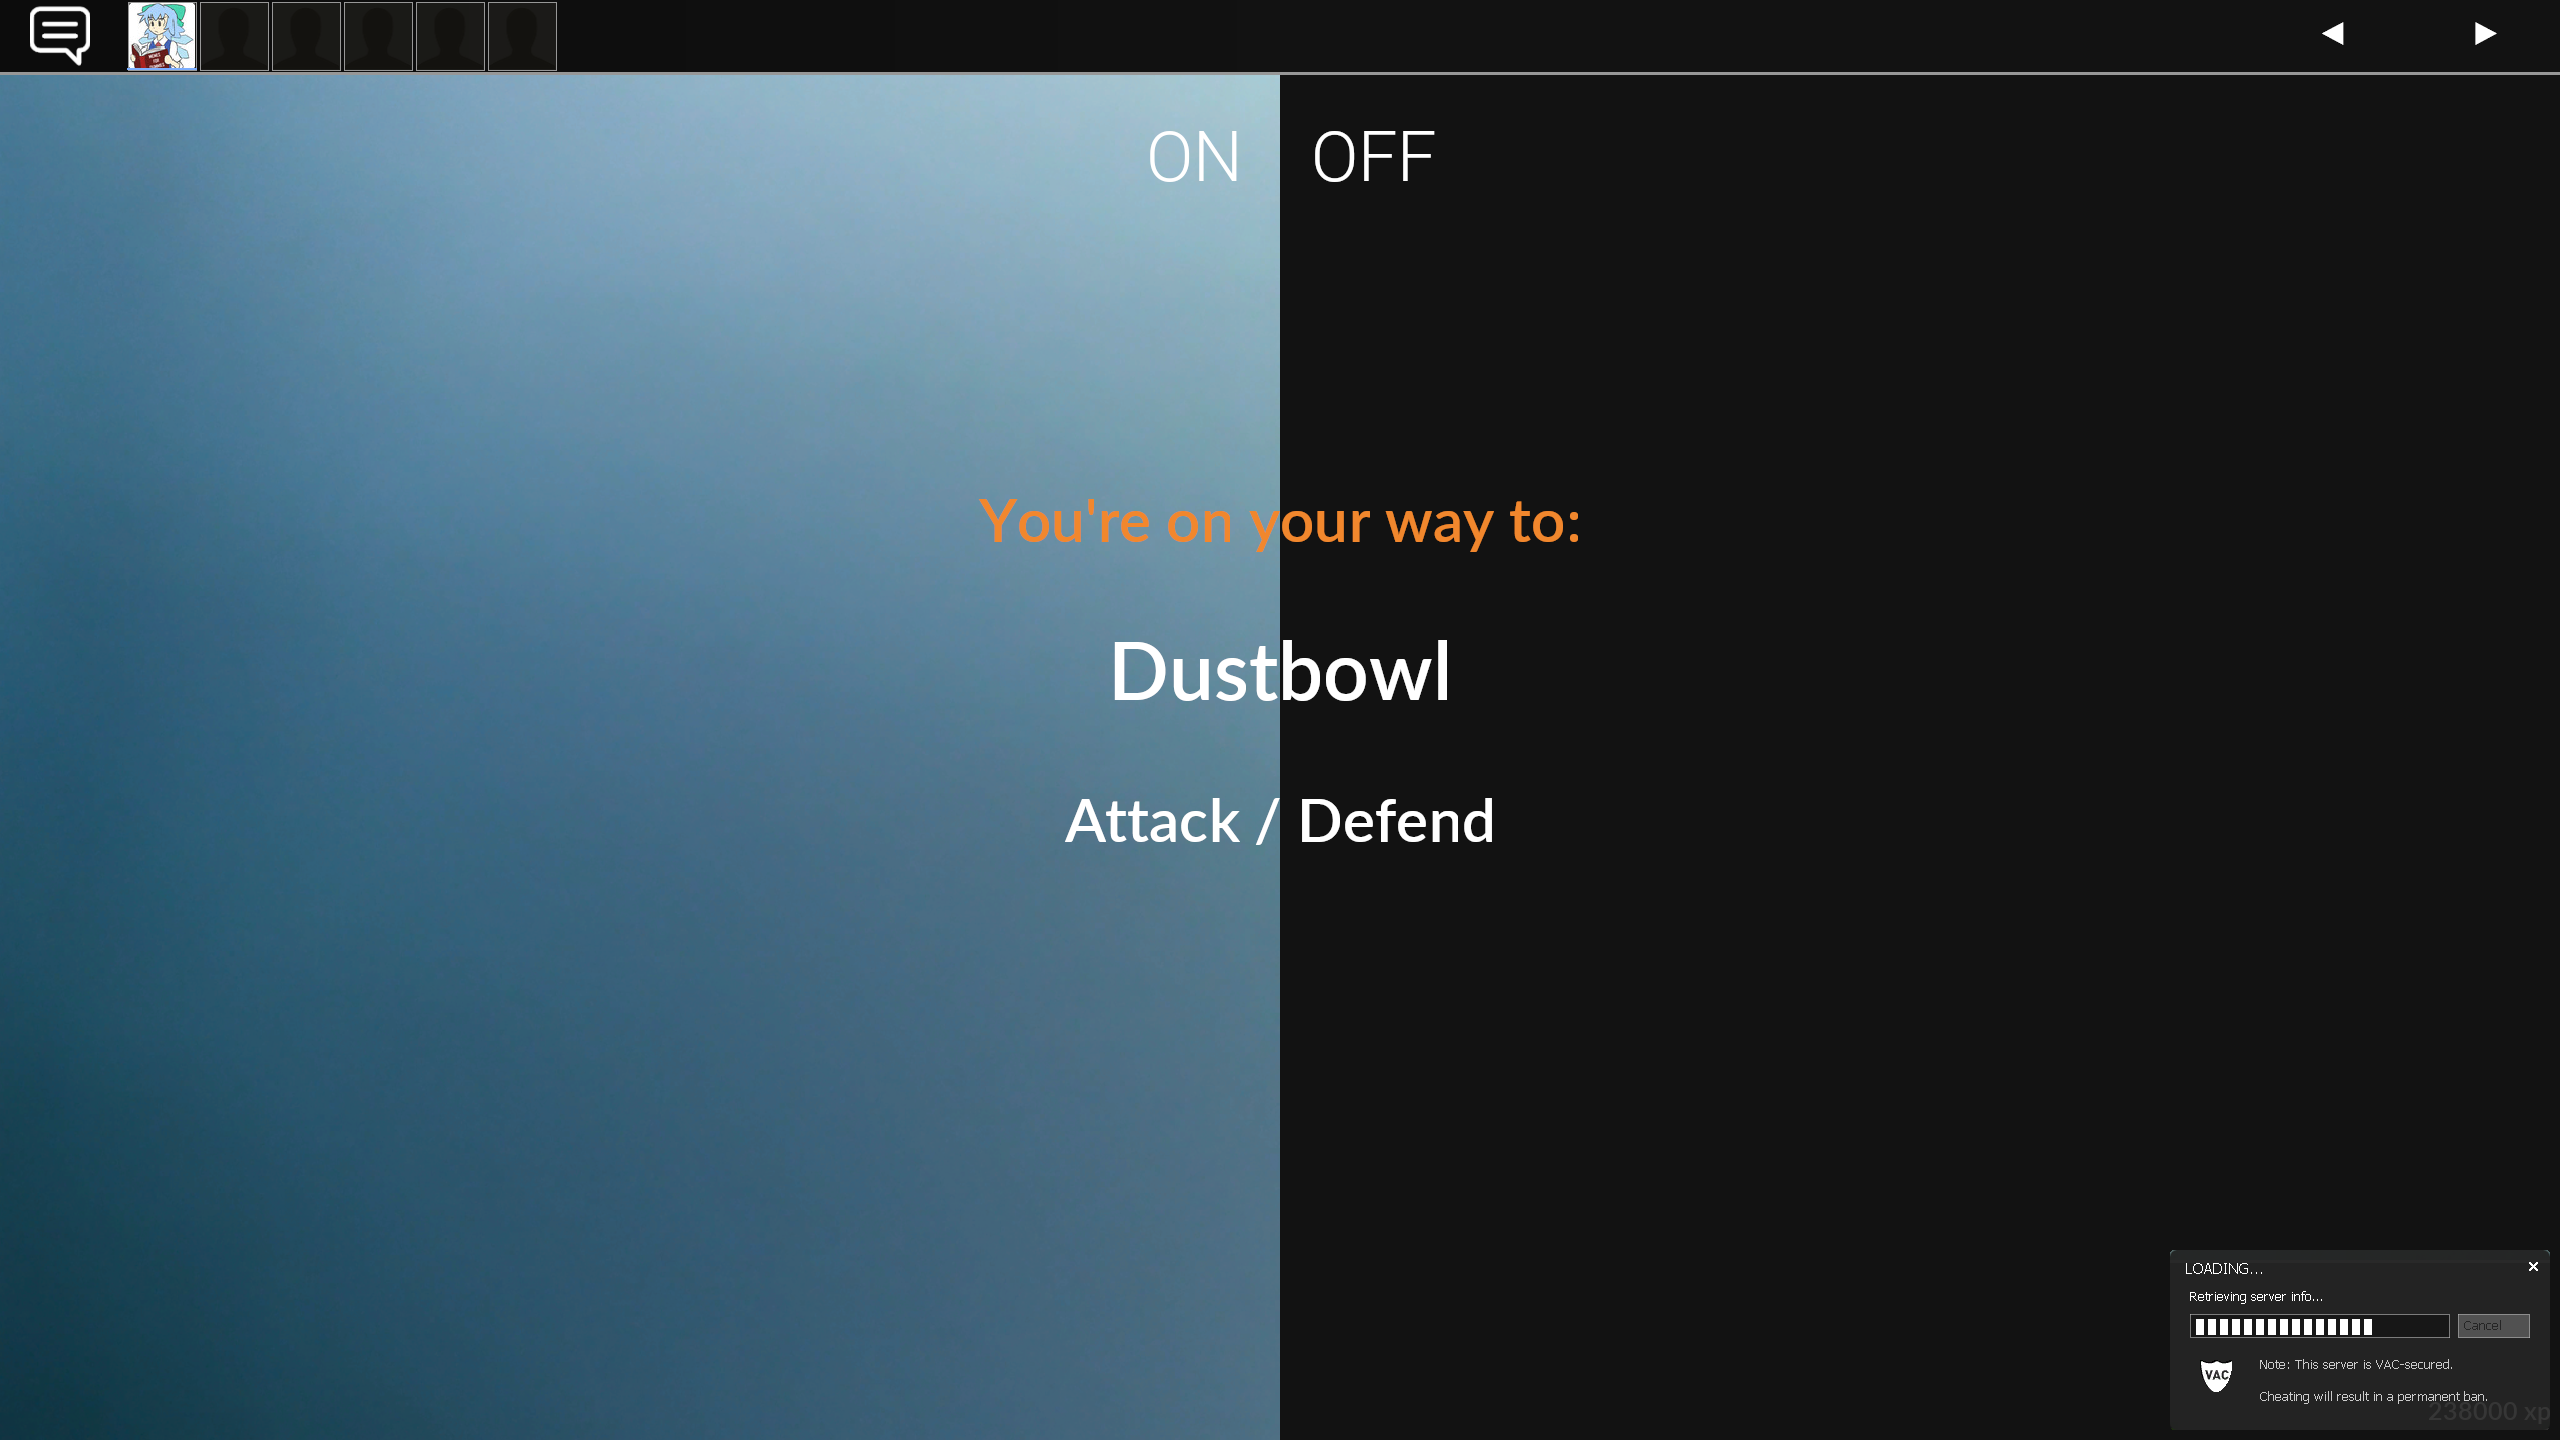 ON OFF
You're on your way to:
Dustbowl
Attack / Defend
LOADING...
Retrieving server info...
Cancel
VAC
Note: This server is VAC-secured.
Cheating will result in a permanent ban.
238000 xp